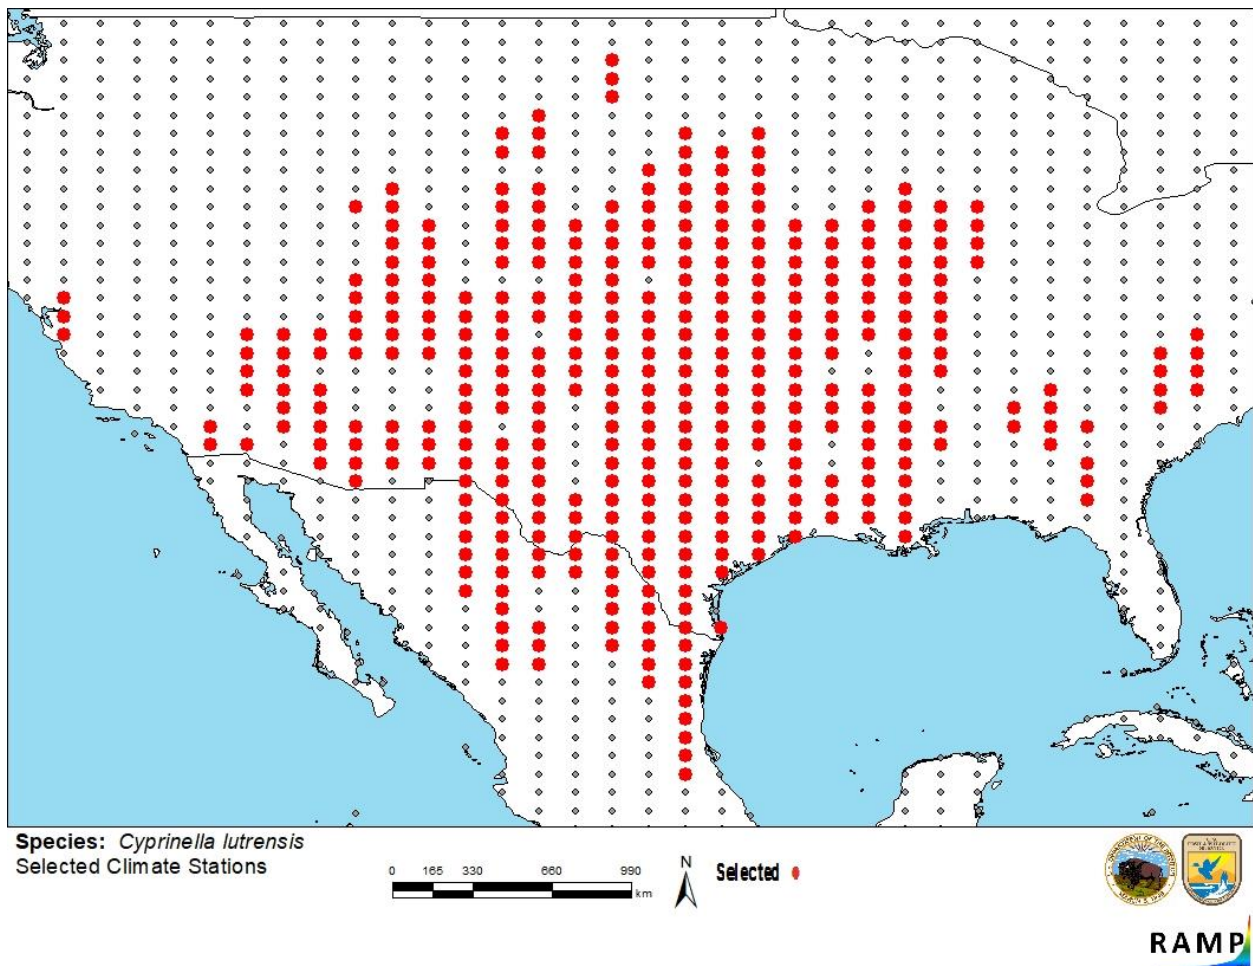 Species: Cyprinella lutrensis
Selected Climate Stations
0 165 330 660 990
km
N
Selected
RAMP